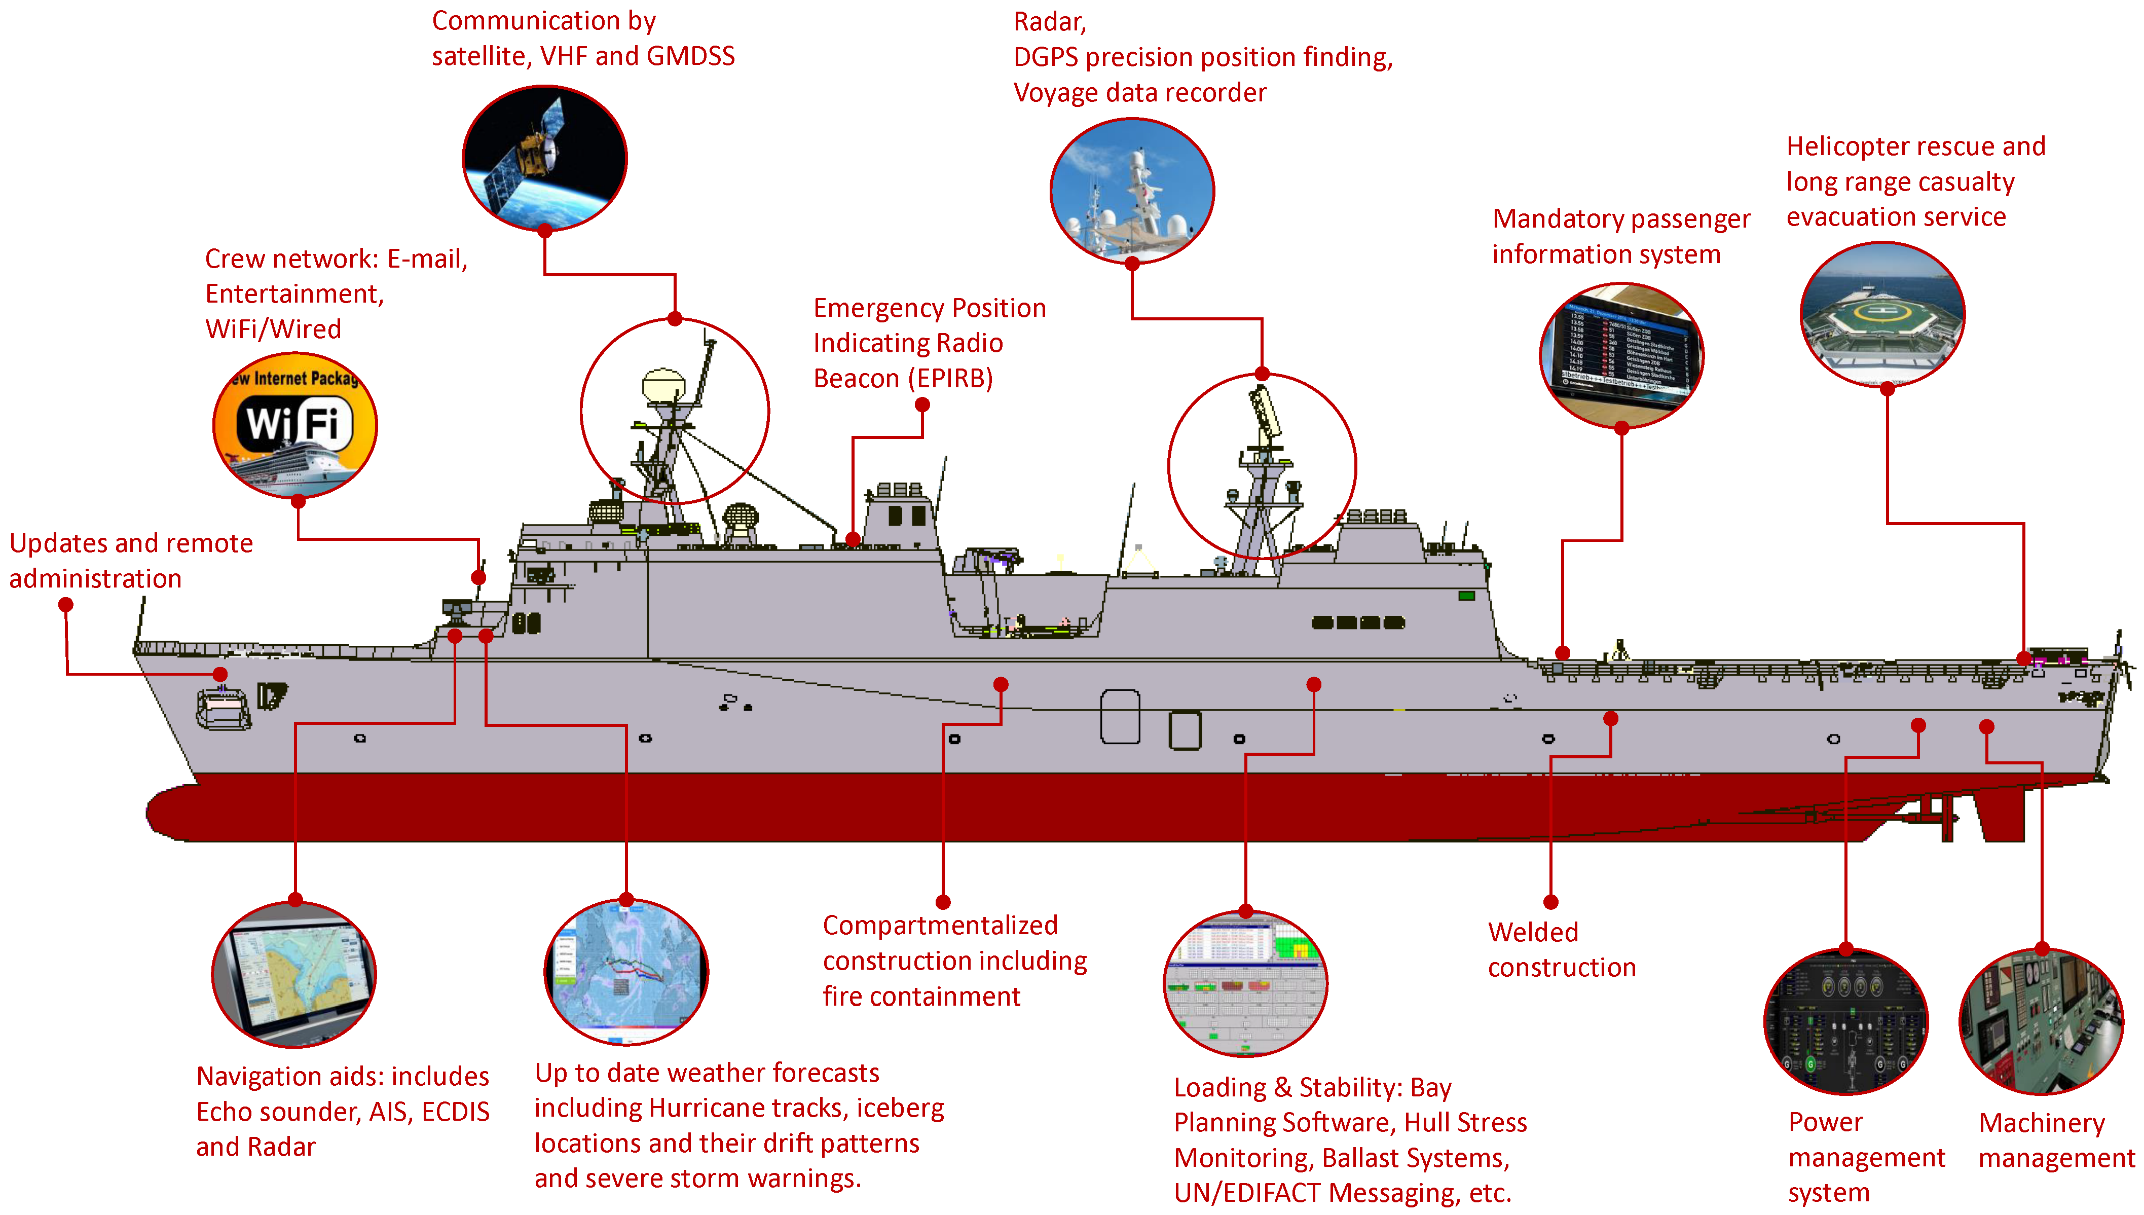 Communication by
satellite, VHF and GMDSS
Radar,
DGPS precision position finding,
Voyage data recorder
Helicopter rescue and
long range casualty
evacuation service
Mandatory passenger
information system
Crew network: E-mail,
Entertainment,
WiFi/Wired
Emergency Position
Indicating Radio
Beacon (EPIRB)
ew Internet Packag
WiFi
H
Updates and remote
administration
Compartmentalized
construction including
fire containment
Welded
construction
Navigation aids: includes
Echo sounder, AIS, ECDIS
and Radar
Up to date weather forecasts
including Hurricane tracks, iceberg
locations and their drift patterns
and severe storm warnings.
Loading & Stability: Bay
Planning Software, Hull Stress
Monitoring, Ballast Systems,
UN/EDIFACT Messaging, etc.
Power
management
system
Machinery
management